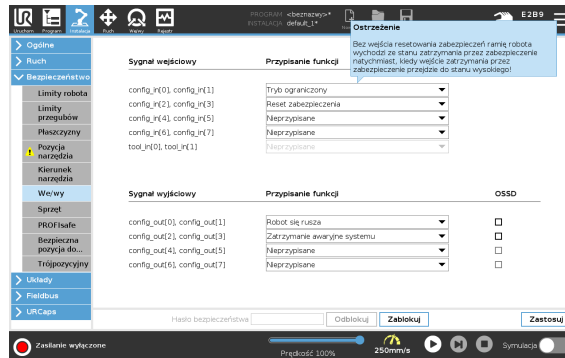 PROGRAM <beznazwy>*
INSTALACJA default_1*
E2B9
Uruchom Program Instalacja Ruch We/Wy Rejestr
Ostrzeżenie
Bez wejścia resetowania zabezpieczeń ramię robota
wychodzi ze stanu zatrzymania przez zabezpieczenie
natychmiast, kiedy wejście zatrzymania przez
zabezpieczenie przejdzie do stanu wysokiego!
Ogólne
Ruch
Bezpieczeństwo
Limity robota
Limity
przegubów
Płaszczyzny
Pozycja
narzędzia
Kierunek
narzędzia
We/wy
Sprzęt
PROFIsafe
Bezpieczna
pozycja do...
Trójpozycyjny
Układy
Fieldbus
URCaps
Sygnał wejściowy Przypisanie funkcji
config_in[0), config_in[1] Tryb ograniczony
config_in[2], config_in[3] Reset zabezpieczenia
config_in[4], config_in[5] Nieprzypisane
config_in[6], config_in[7] Nieprzypisane
tool_in[0], tool_in[1] Nieprzypisane
Sygnał wyjściowy Przypisanie funkcji OSSD
config_out[0], config_out[1] Robot się rusza
config_out[2], config_out[3] Zatrzymanie awaryjne systemu
config_out[4], config_out[5] Nieprzypisane
config_out[6], config_out[7] Nieprzypisane
Hasło bezpieczeństwa Odblokuj Zablokuj Zastosuj
Zasilanie wyłączone
Prędkość 100%
250mm/s
Symulacja